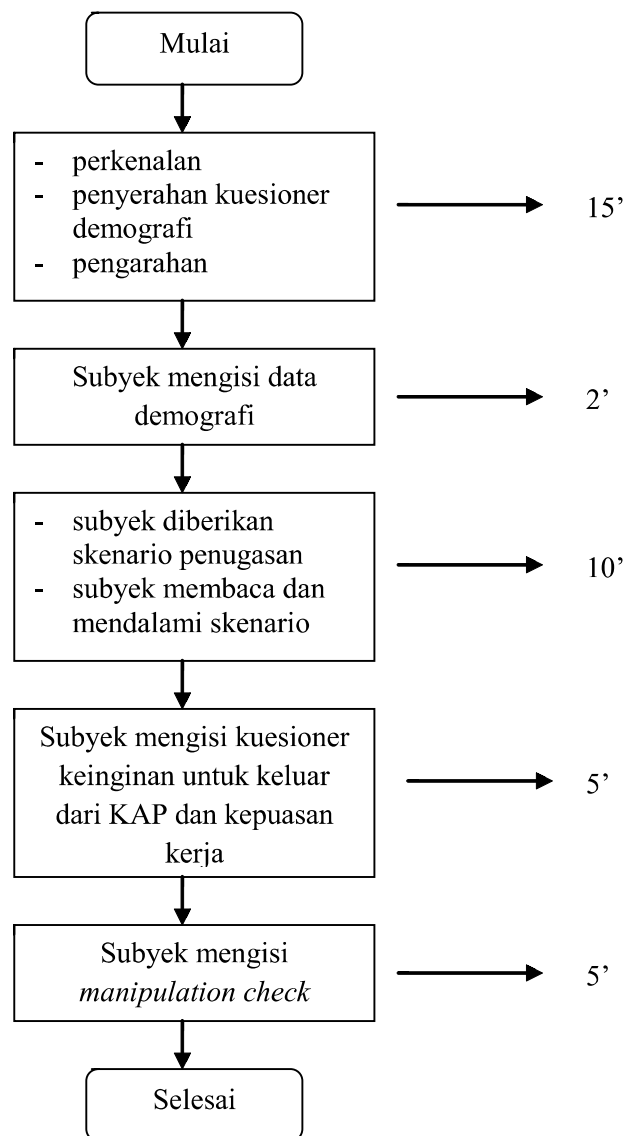 Mulai
- perkenalan
- penyerahan kuesioner
demografi
- pengarahan
15’
Subyek mengisi data
demografi
2’
- subyek diberikan
skenario penugasan
- subyek membaca dan
mendalami skenario
10’
Subyek mengisi kuesioner
keinginan untuk keluar
dari KAP dan kepuasan
kerja
5’
Subyek mengisi
manipulation check
5’
Selesai